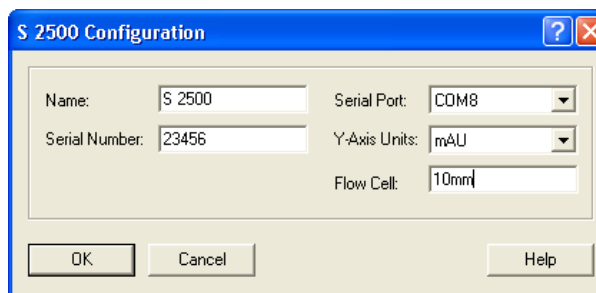 S 2500 Configuration
Name: S 2500 Serial Port: COM8
Serial Number: 23456 Y-Axis Units: mAU
Flow Cell: 10mm
OK Cancel Help